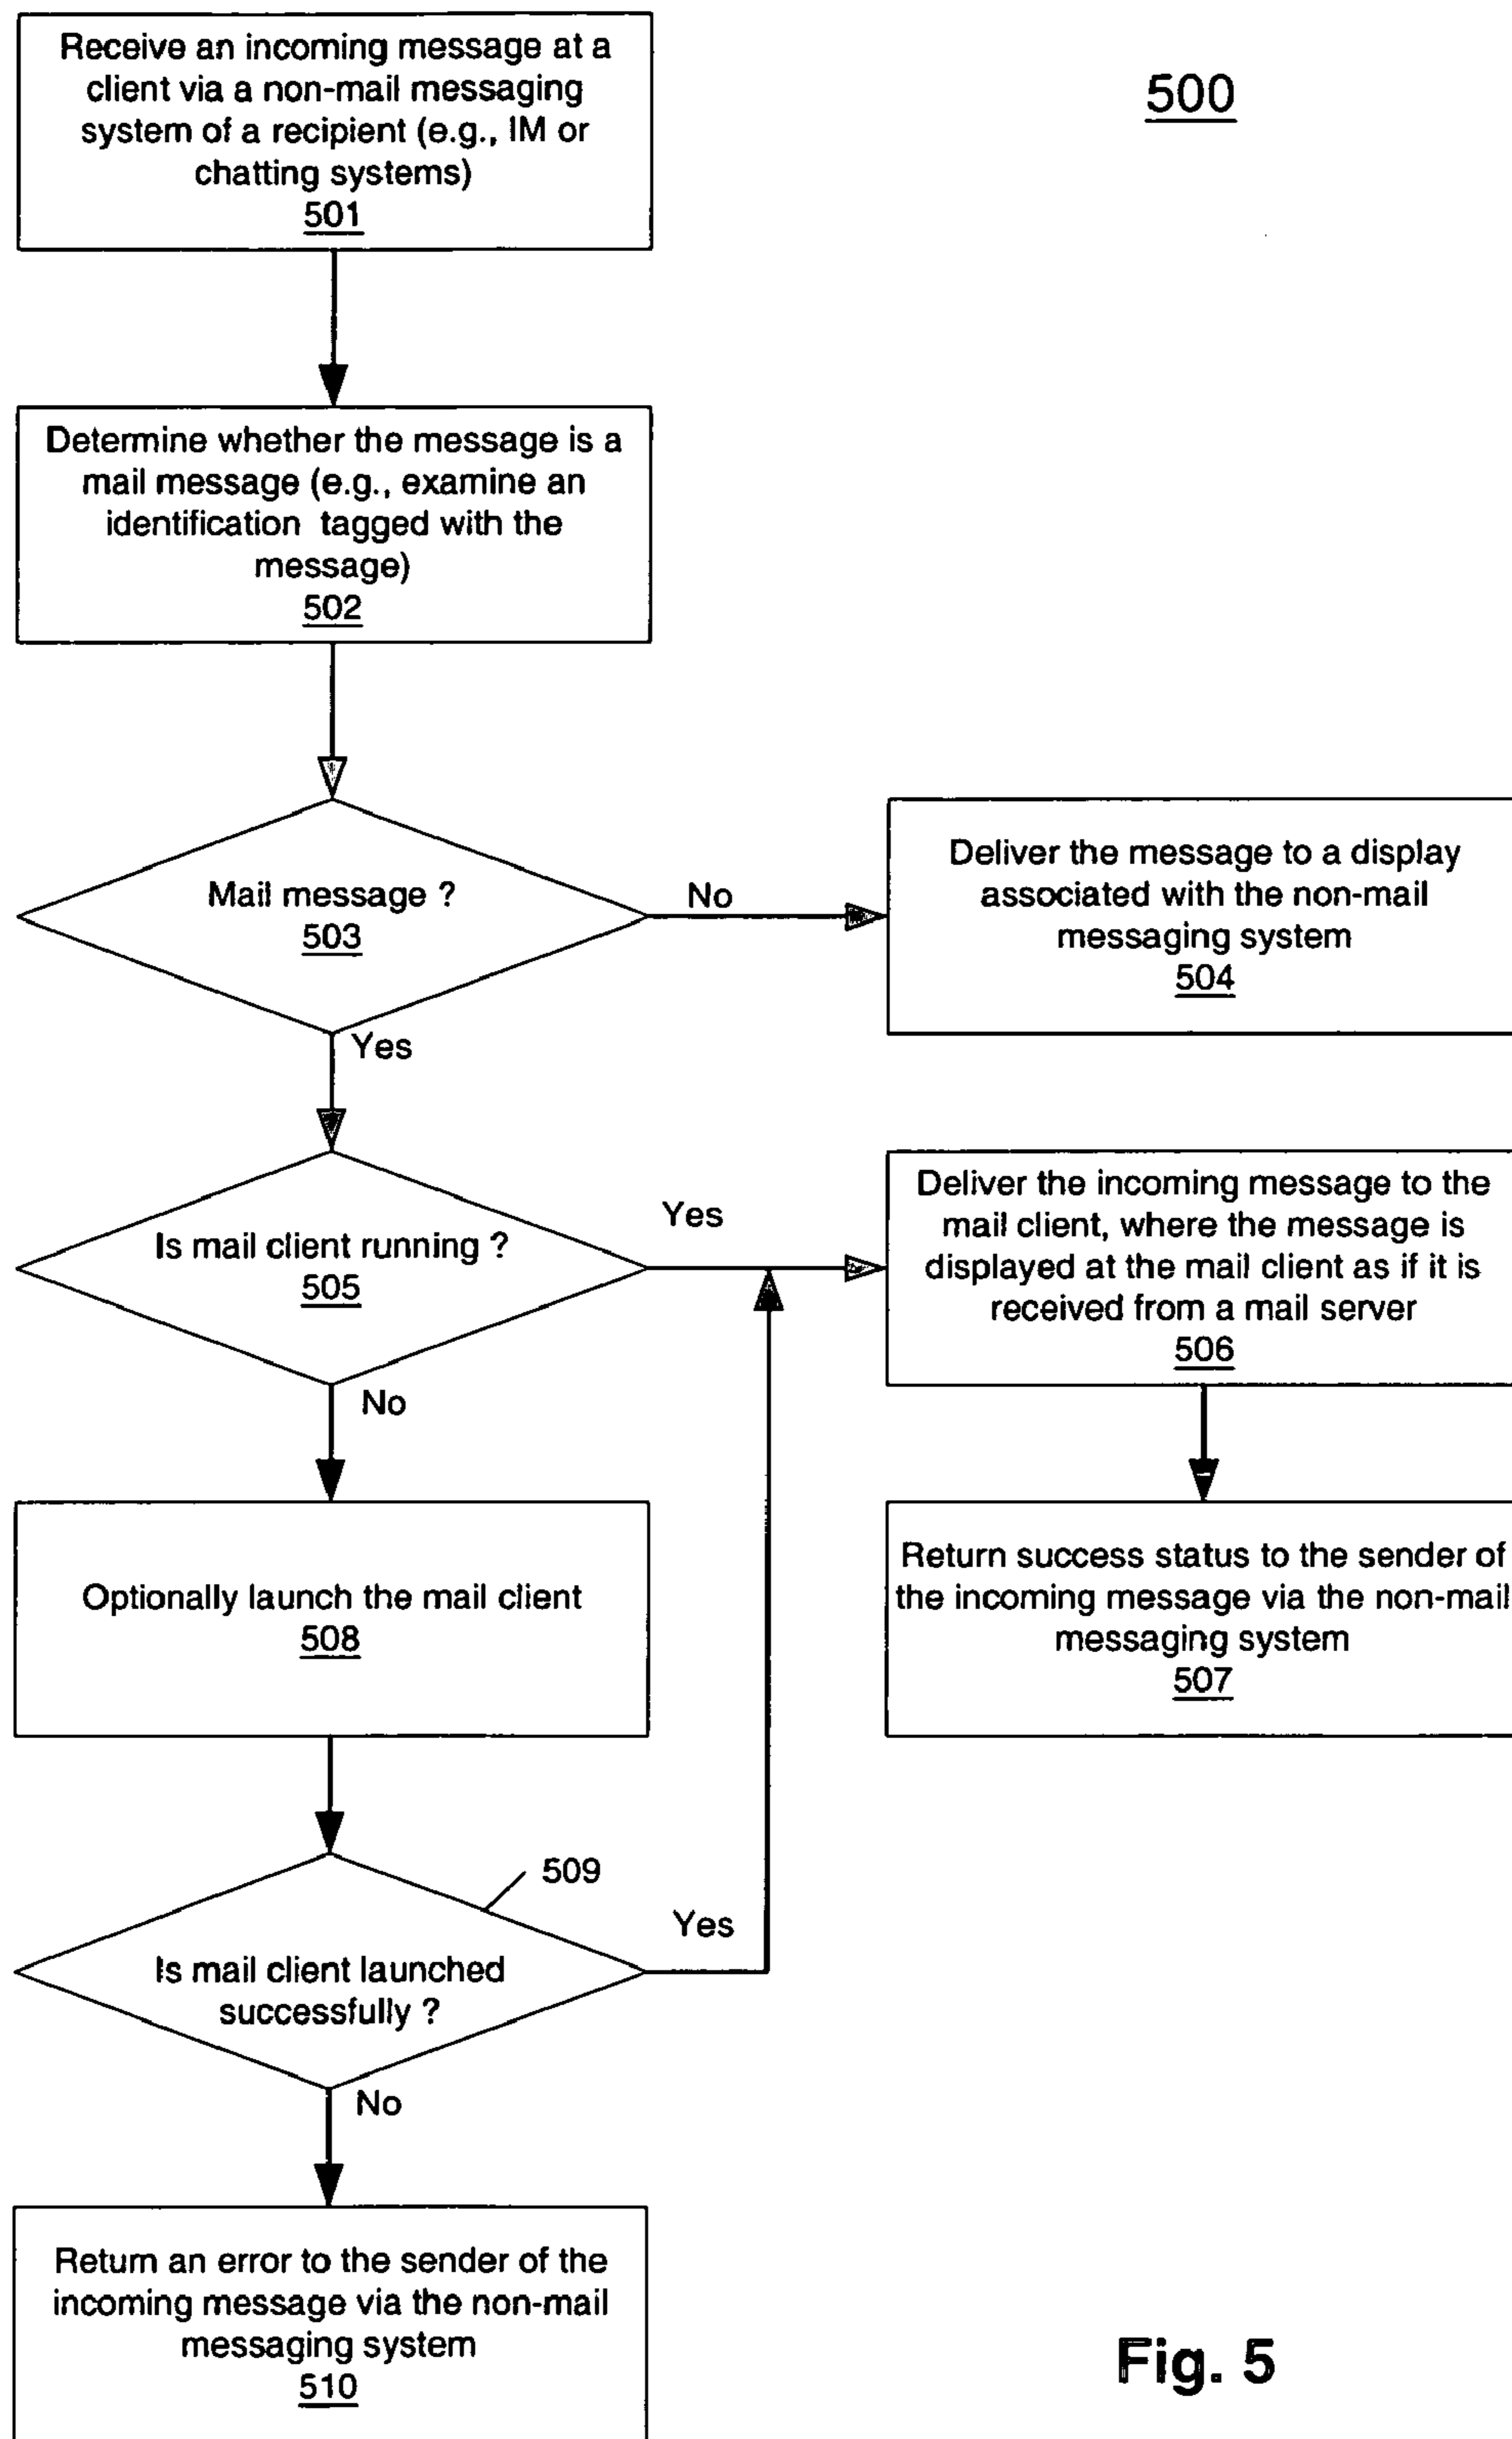 Receive an incoming message at a
client via a non-mail messaging
system of a recipient (e.g., IM or
chatting systems)
501
500
Determine whether the message is a
mail message (e.g., examine an
identification tagged with the
message)
502
Mail message ?
503
No
Deliver the message to a display
associated with the non-mail
messaging system
504
Yes
Is mail client running ?
505
Yes
Deliver the incoming message to the
mail client, where the message is
displayed at the mail client as if it is
received from a mail server
506
No
Optionally launch the mail client
508
Return success status to the sender of
the incoming message via the non-mail
messaging system
507
509
Is mail client launched
successfully ?
Yes
No
Return an error to the sender of the
incoming message via the non-mail
messaging system
510
Fig. 5